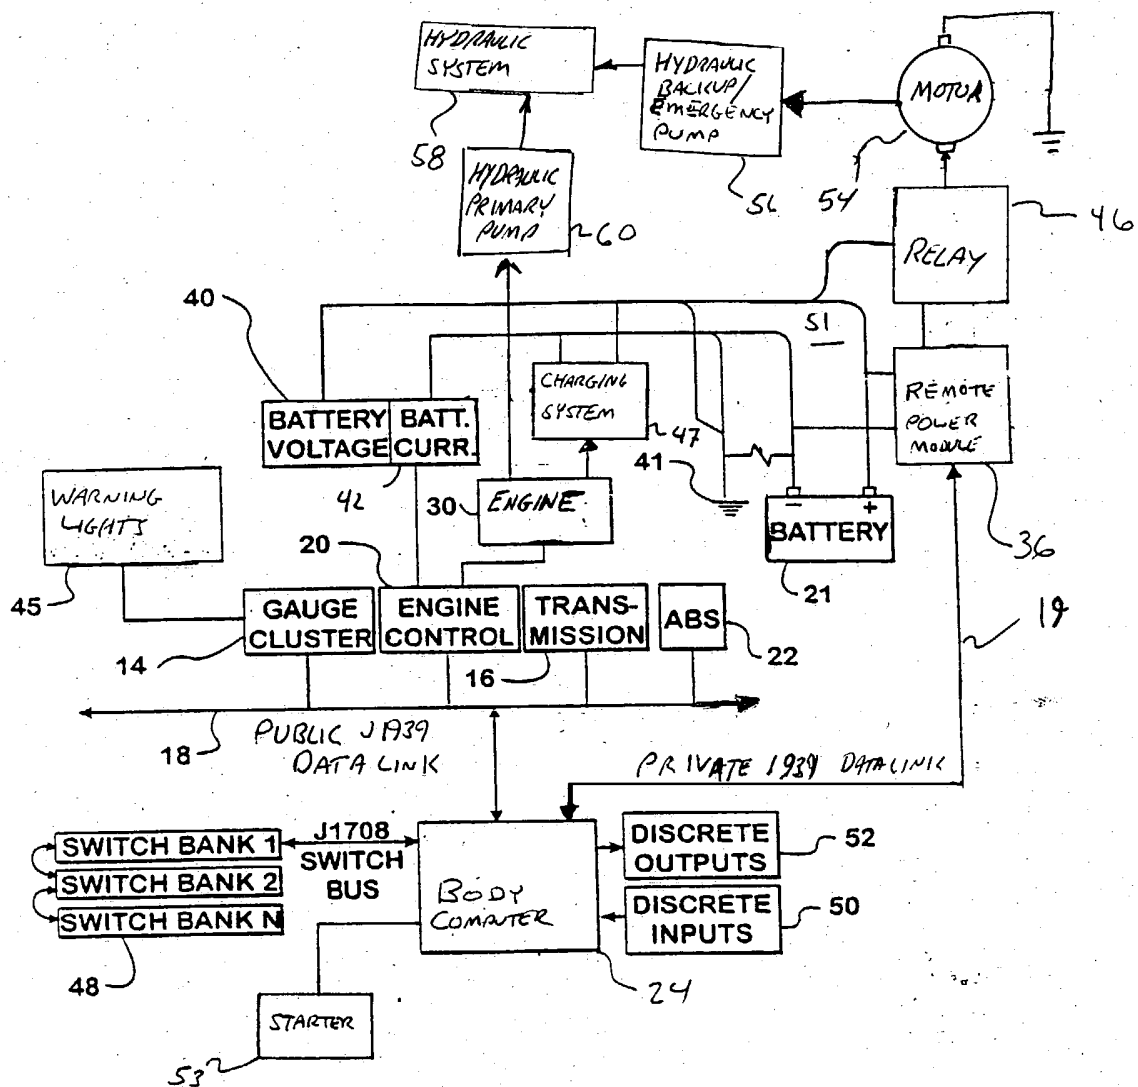 HYDRAULIC
SYSTEM
58
HYDRAULIC
BACKUP/
EMERGENCY
PUMP
56
MOTOR
54
HYDRAULIC
PRIMARY
PUMP
60
RELAY
46
40
51
BATTERY
VOLTAGE
BATT.
CURR.
42
CHARGING
SYSTEM
47
REMOTE
POWER
MODULE
36
41
WARNING
LIGHTS
45
30
ENGINE
- +
BATTERY
21
20
GAUGE
CLUSTER
14
ENGINE
CONTROL
TRANS-
MISSION
16
ABS
22
19
18
PUBLIC J1939
DATA LINK
PRIVATE 1939 DATALINK
SWITCH BANK 1
SWITCH BANK 2
SWITCH BANK N
48
J1708
SWITCH
BUS
BODY
COMPUTER
24
DISCRETE
OUTPUTS
52
DISCRETE
INPUTS
50
STARTER
53